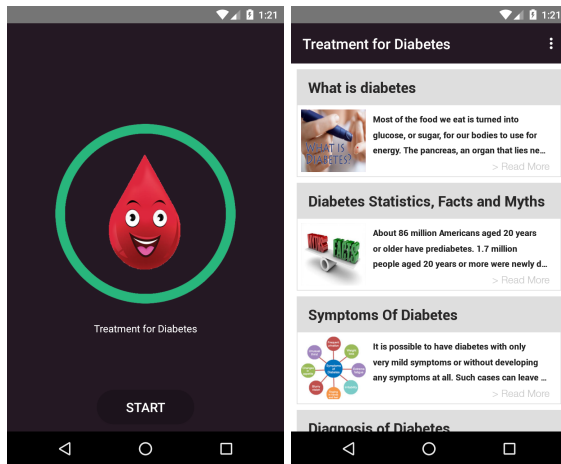 1:21
Treatment for Diabetes
START
1:21
Treatment for Diabetes
What is diabetes
WHAT IS
DIABETES?
Most of the food we eat is turned into
glucose, or sugar, for our bodies to use for
energy. The pancreas, an organ that lies ne...
> Read More
Diabetes Statistics, Facts and Myths
MYTHS
FACTS
About 86 million Americans aged 20 years
or older have prediabetes. 1.7 million
people aged 20 years or more were newly d...
> Read More
Symptoms Of Diabetes
It is possible to have diabetes with only
very mild symptoms or without developing
any symptoms at all. Such cases can leave ...
> Read More
Diagnosis of Diabetes